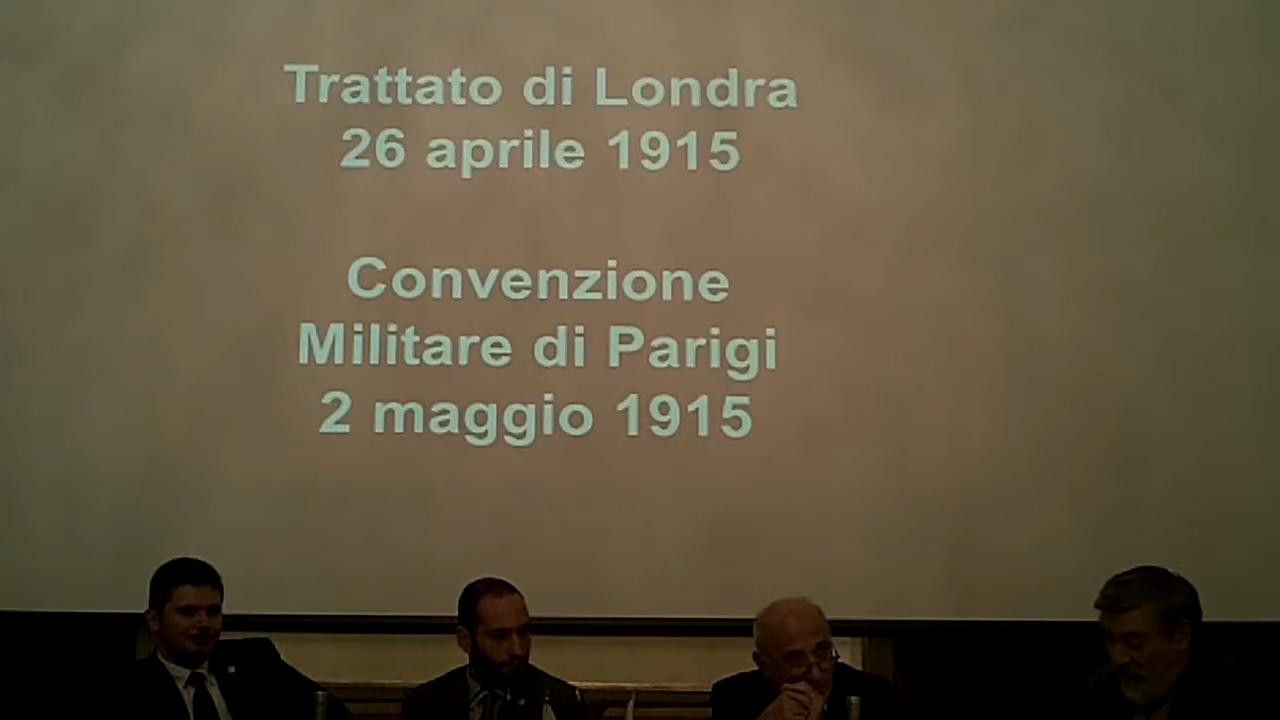 Trattato di Londra
26 aprile 1915
Convenzione
Militare di Parigi
2 maggio 1915